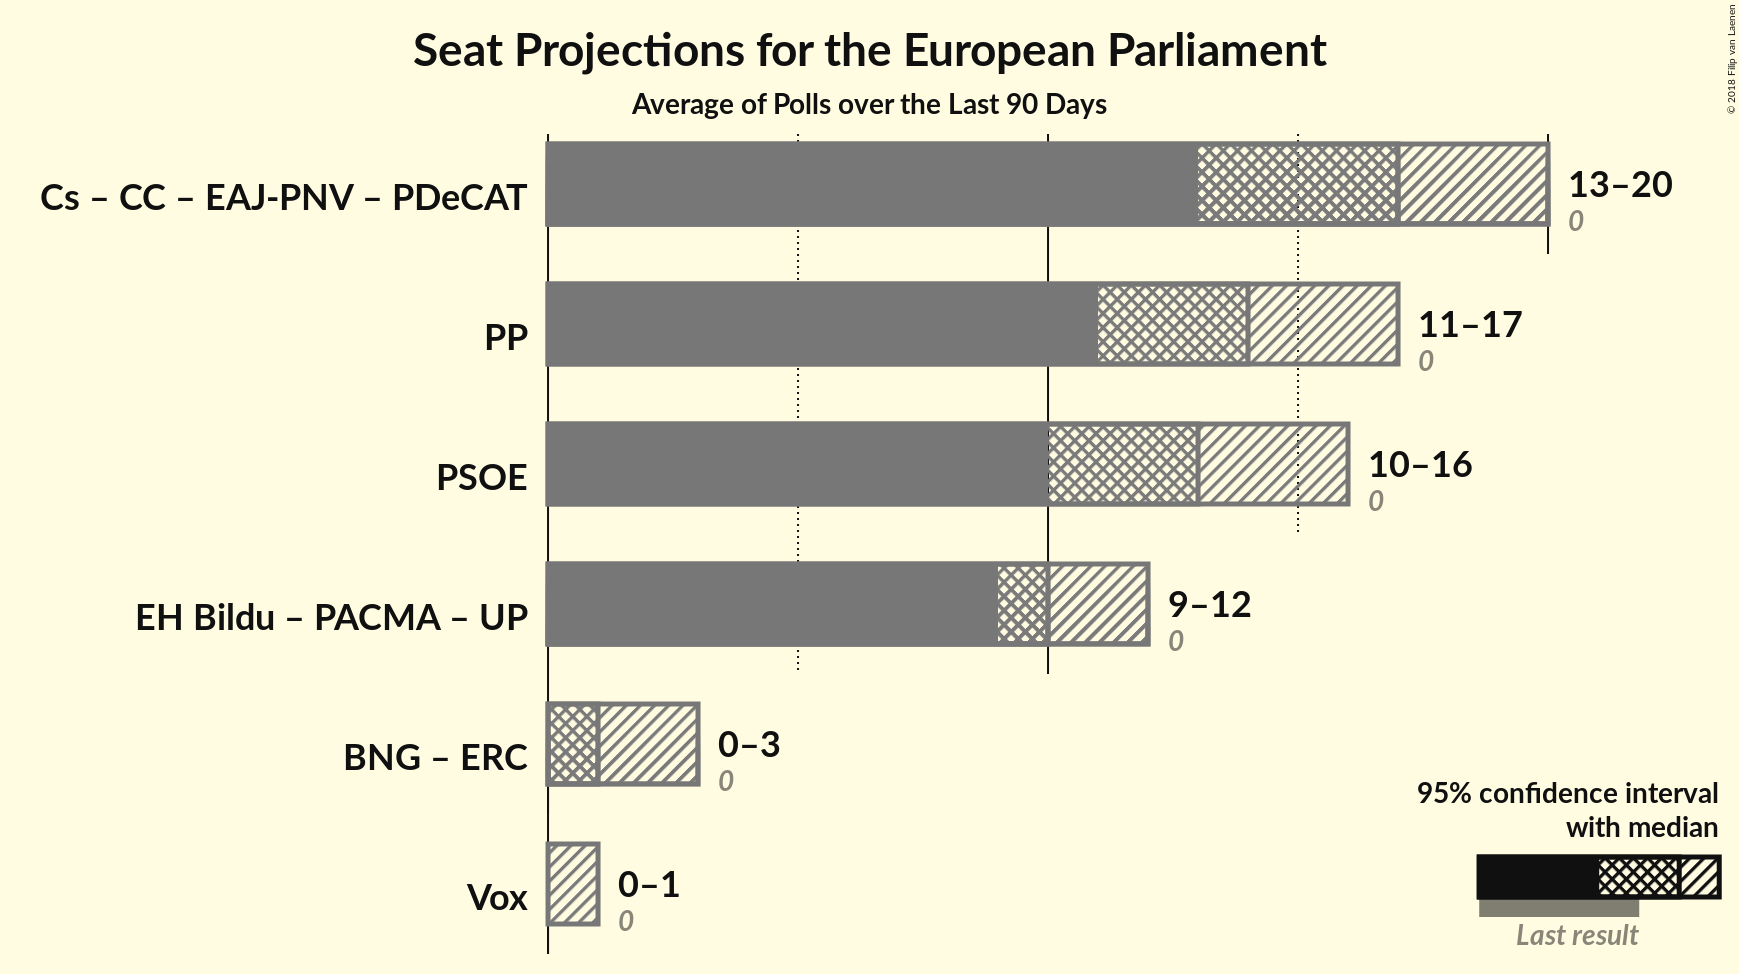 Seat Projections for the European Parliament
Average of Polls over the Last 90 Days
© 2018 Filip van Laenen
Cs – CC – EAJ-PNV – PDeCAT
13–20
0
PP
11–17
0
PSOE
10–16
0
EH Bildu – PACMA – UP
9–12
0
BNG – ERC
0–3
0
Vox
0–1
0
95% confidence interval
with median
Last result